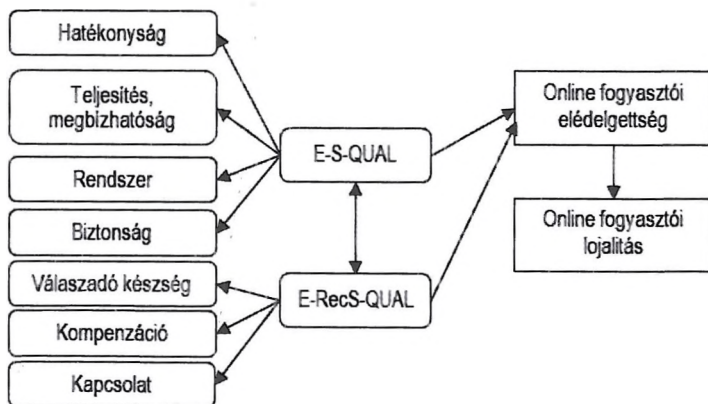 Hatékonyság
Teljesítés,
megbízhatóság
Rendszer
Biztonság
Válaszadó készség
Kompenzáció
Kapcsolat
E-S-QUAL
E-RecS-QUAL
Online fogyasztói
elédelgettség
Online fogyasztói
lojalitás